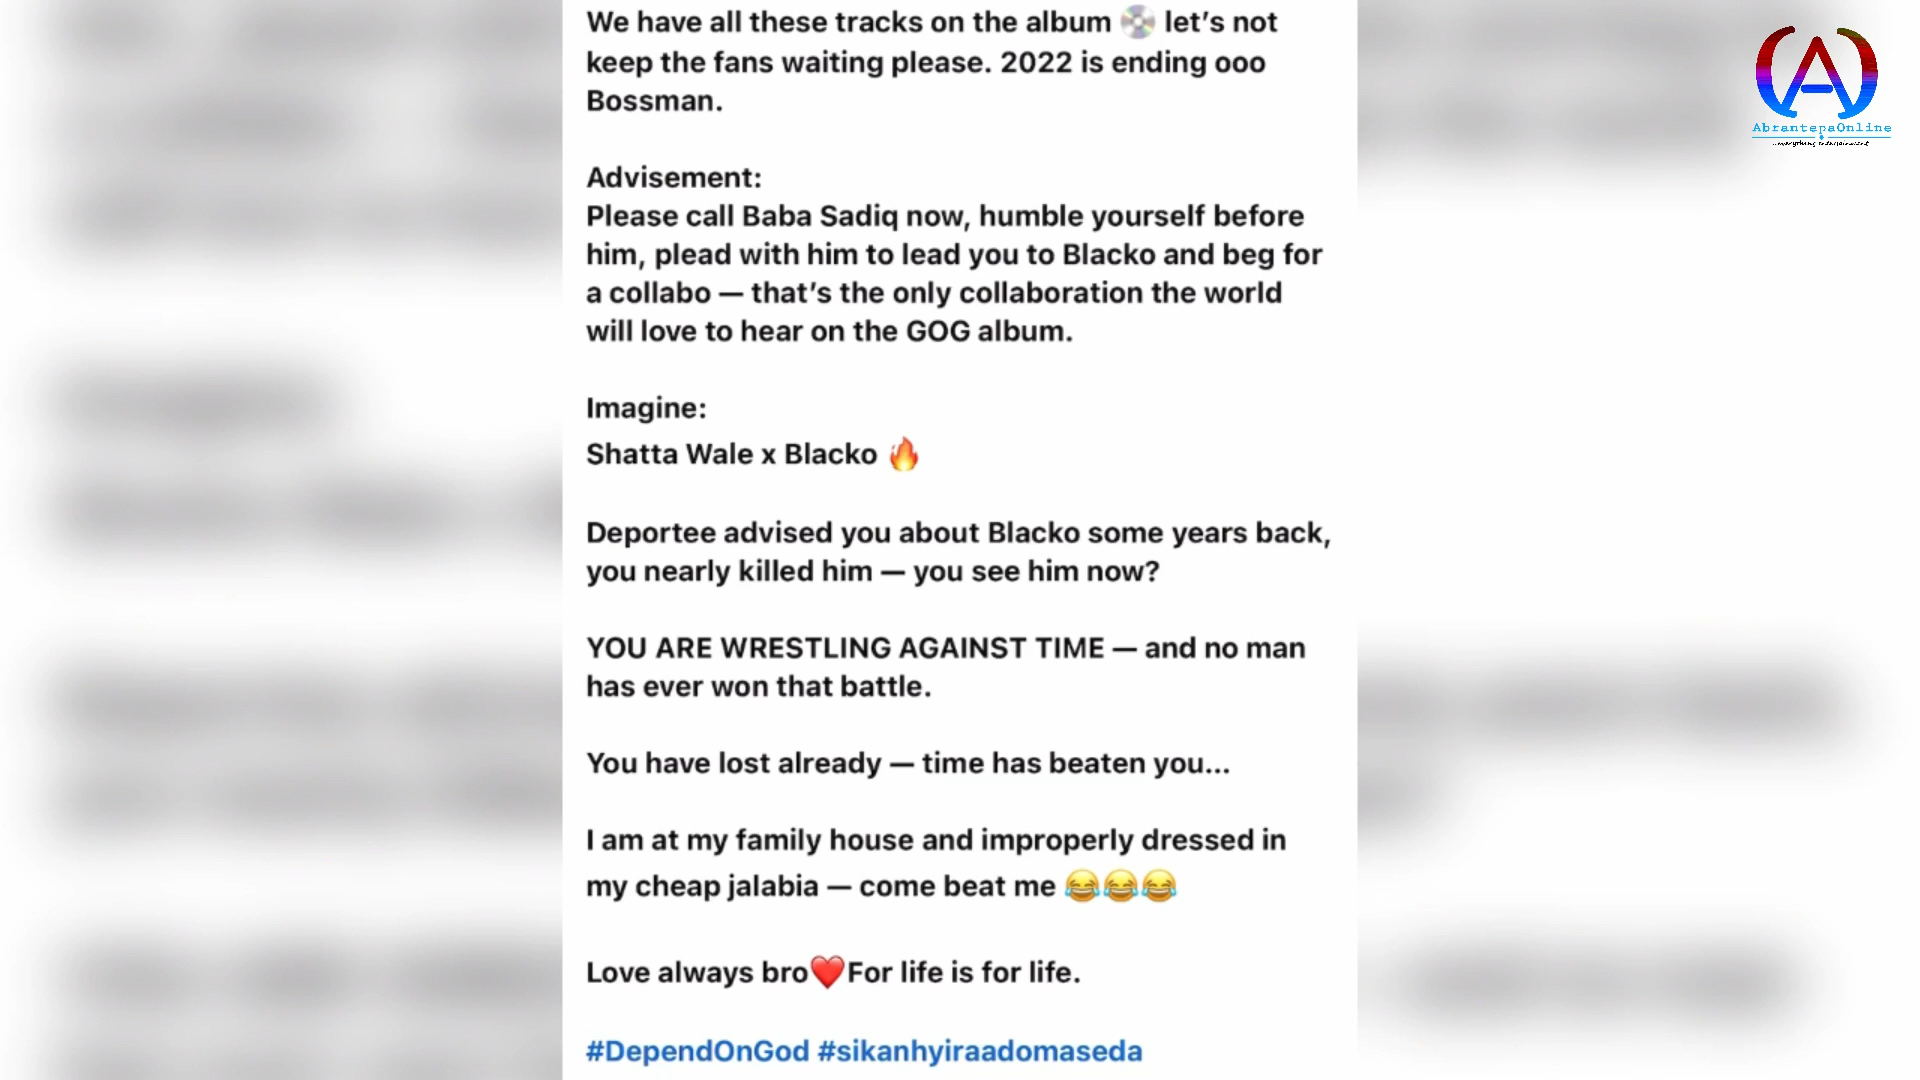 We have all these tracks on the album 💿 let’s not
keep the fans waiting please. 2022 is ending ooo
Bossman.
Advisement:
Please call Baba Sadiq now, humble yourself before
him, plead with him to lead you to Blacko and beg for
a collabo — that’s the only collaboration the world
will love to hear on the GOG album.
Imagine:
Shatta Wale x Blacko 🔥
Deportee advised you about Blacko some years back,
you nearly killed him — you see him now?
YOU ARE WRESTLING AGAINST TIME — and no man
has ever won that battle.
You have lost already — time has beaten you...
I am at my family house and improperly dressed in
my cheap jalabia — come beat me 😂😂😂
Love always bro❤️For life is for life.
#DependOnGod #sikanhyiraadomaseda
(A)
AbrantepaOnline
...everything entertainment